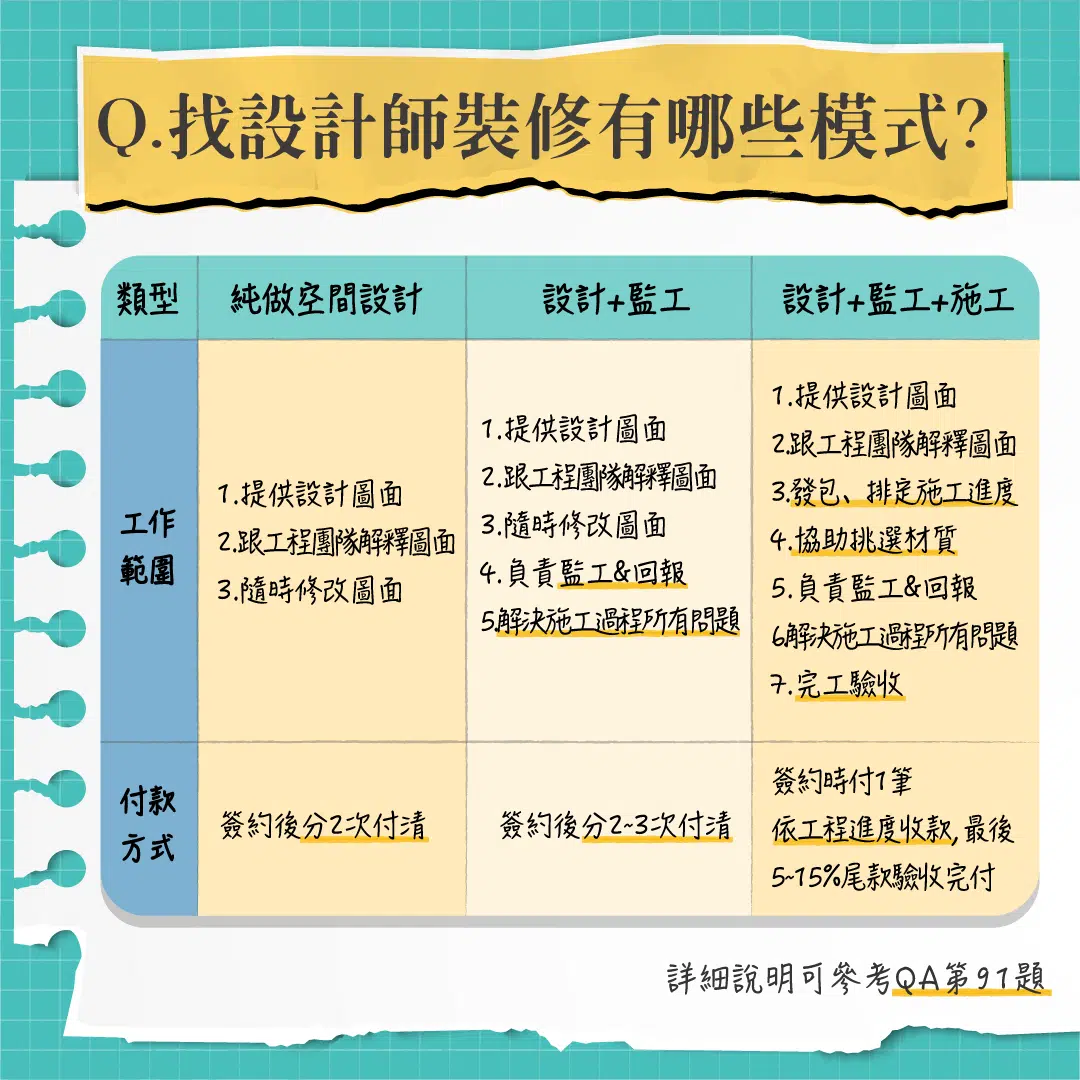 Q.找設計師裝修有哪些模式？
類型
純做空間設計
設計+監工
設計+監工+施工
工作
範圍
1.提供設計圖面
2.跟工程團隊解釋圖面
3.隨時修改圖面
1.提供設計圖面
2.跟工程團隊解釋圖面
3.隨時修改圖面
4.負責監工&回報
5.解決施工過程所有問題
1.提供設計圖面
2.跟工程團隊解釋圖面
3.發包、排定施工進度
4.協助挑選材質
5.負責監工&回報
6解決施工過程所有問題
7.完工驗收
付款
方式
簽約後分2次付清
簽約後分2~3次付清
簽約時付1筆
依工程進度收款,最後
5~15%尾款驗收完付
詳細說明可參考QA第91題